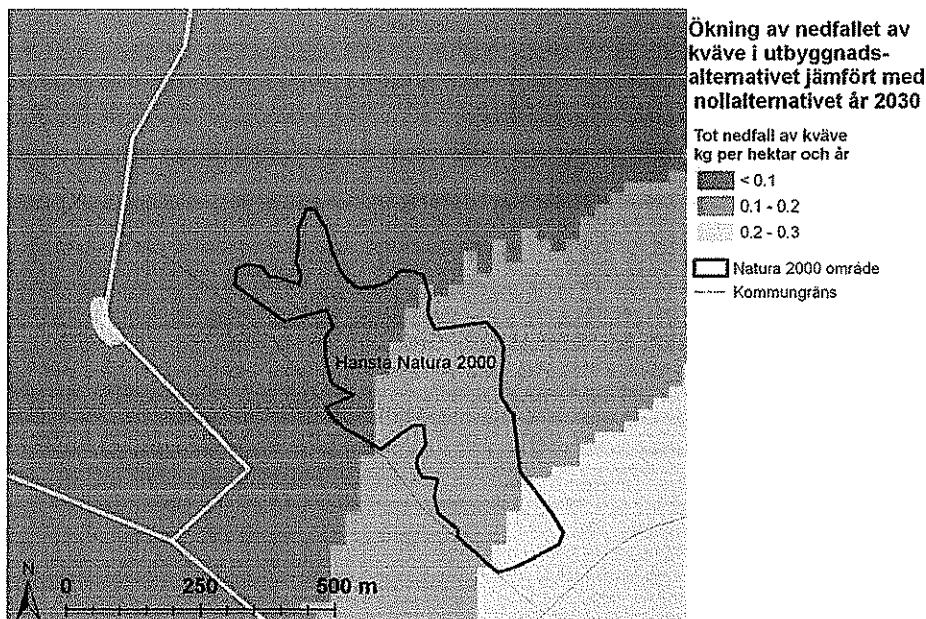 Ökning av nedfallet av
kväve i utbyggnads-
alternativet jämfört med
nollalternativet år 2030
Tot nedfall av kväve
kg per hektar och år
< 0.1
0.1 - 0.2
0.2 - 0.3
Natura 2000 område
Kommungräns
Hansta Natura 2000
N
0 250 500 m